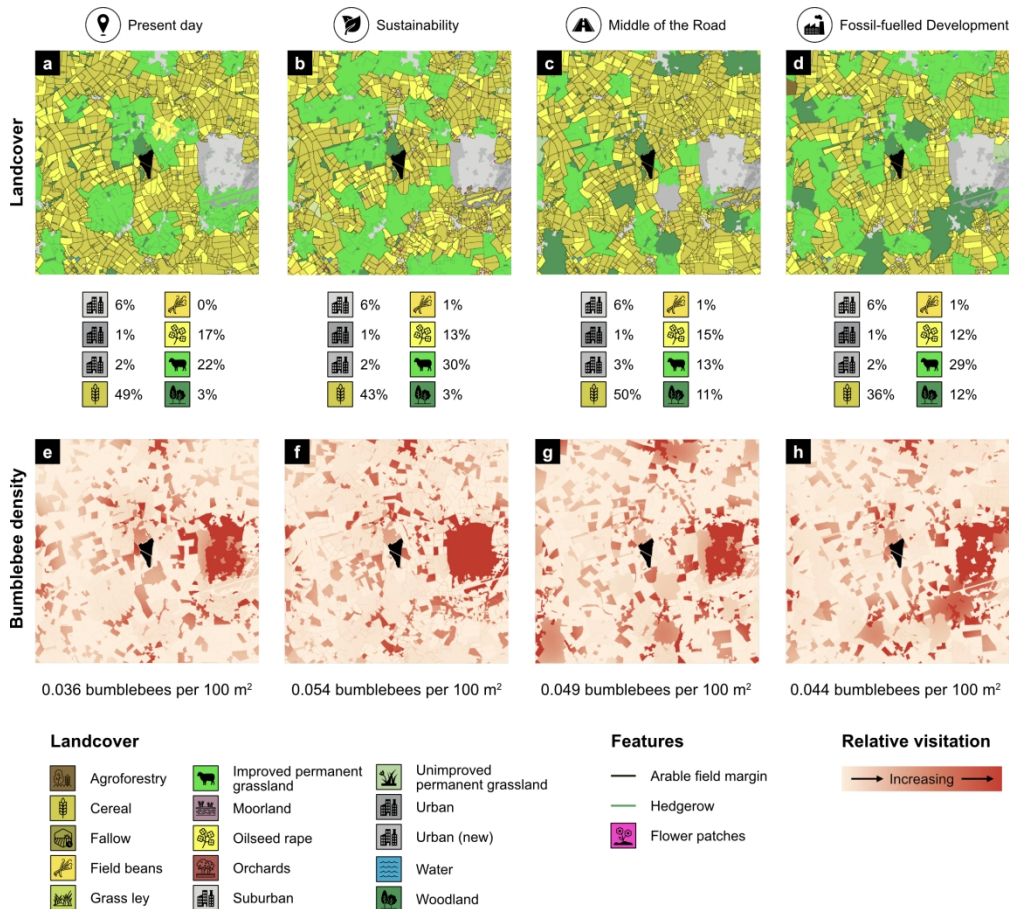 Present day
Sustainability
Middle of the Road
Fossil-fuelled Development
Landcover
a
b
c
d
6% 0%
1% 17%
2% 22%
49% 3%
6% 1%
1% 13%
2% 30%
43% 3%
6% 1%
1% 15%
3% 13%
50% 11%
6% 1%
1% 12%
2% 29%
36% 12%
Bumblebee density
e
f
g
h
0.036 bumblebees per 100 m²
0.054 bumblebees per 100 m²
0.049 bumblebees per 100 m²
0.044 bumblebees per 100 m²
Landcover
Agroforestry
Cereal
Fallow
Field beans
Grass ley
Improved permanent
grassland
Moorland
Oilseed rape
Orchards
Suburban
Unimproved
permanent grassland
Urban
Urban (new)
Water
Woodland
Features
Arable field margin
Hedgerow
Flower patches
Relative visitation
Increasing